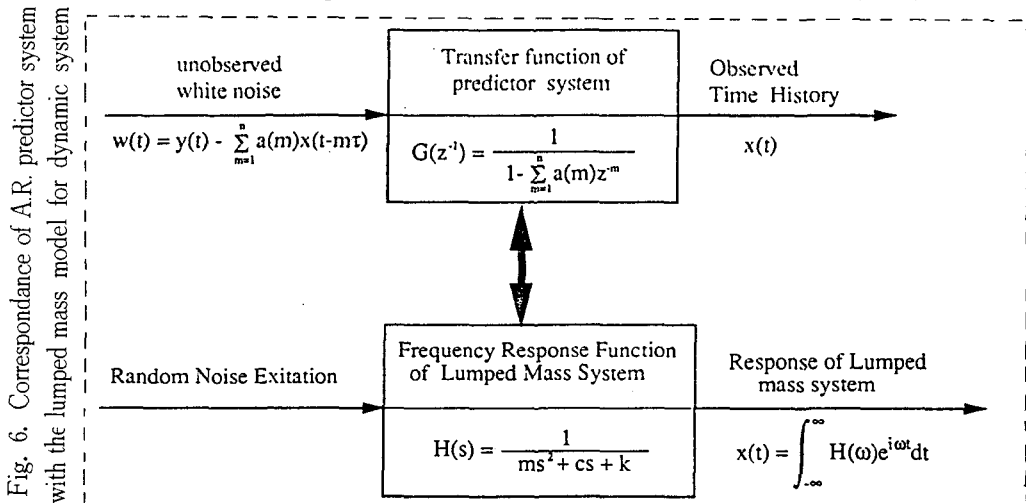 Fig. 6. Correspondance of A.R. predictor system
with the lumped mass model for dynamic system
unobserved
white noise
w(t) = y(t) - ∑_{m=1}^{n} a(m)x(t-mτ)
Transfer function of
predictor system
G(z⁻¹) = 1 / (1- ∑_{m=1}^{n} a(m)z⁻ᵐ)
Observed
Time History
x(t)
Random Noise Exitation
Frequency Response Function
of Lumped Mass System
H(s) = 1 / (ms² + cs + k)
Response of Lumped
mass system
x(t) = ∫_{-∞}^{∞} H(ω)e^{iωt}dt